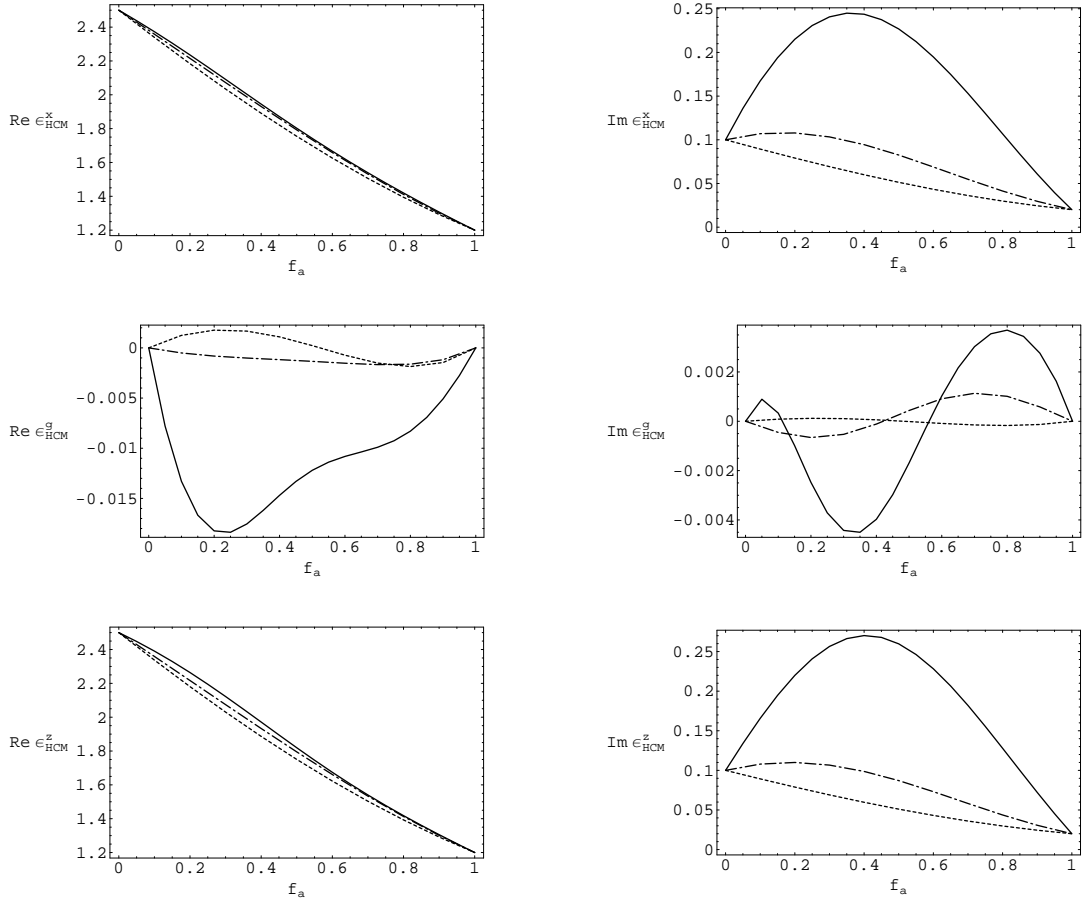 2.4
2.2
Re ϵ^x_HCM 2
1.8
1.6
1.4
1.2
0 0.2 0.4 0.6 0.8 1
f_a
0.25
0.2
0.15
Im ϵ^x_HCM
0.1
0.05
0
0 0.2 0.4 0.6 0.8 1
f_a
0
-0.005
Re ϵ^g_HCM
-0.01
-0.015
0 0.2 0.4 0.6 0.8 1
f_a
0.002
0
Im ϵ^g_HCM
-0.002
-0.004
0 0.2 0.4 0.6 0.8 1
f_a
2.4
2.2
2
Re ϵ^z_HCM
1.8
1.6
1.4
1.2
0 0.2 0.4 0.6 0.8 1
f_a
0.25
0.2
0.15
Im ϵ^z_HCM
0.1
0.05
0
0 0.2 0.4 0.6 0.8 1
f_a